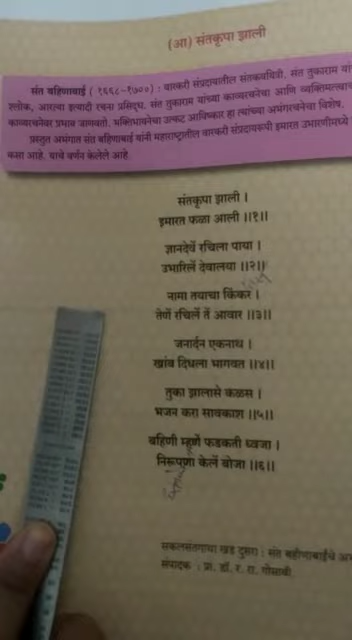 (आ) संतकृपा झाली
संत बहिणाबाई ( १६६८-१७००) : वारकरी संप्रदायातील संतकवयित्री. संत तुकाराम यां
श्लोक, आरत्या इत्यादी रचना प्रसिद्ध. संत तुकाराम यांच्या काव्यरचनेचा आणि व्यक्तिमत्त्वाच
काव्यरचनेवर प्रभाव जाणवतो. भक्तिभावनेचा उत्कट आविष्कार हा त्यांच्या अभंगरचनेचा विशेष.
प्रस्तुत अभंगात संत बहिणाबाई यांनी महाराष्ट्रातील वारकरी संप्रदायरूपी इमारत उभारणीमध्ये
कसा आहे. याचे वर्णन केलेले आहे.
संतकृपा झाली ।
इमारत फळा आली ।।१।।
ज्ञानदेवें रचिला पाया ।
उभारिलें देवालया ।।२।।
नामा तयाचा किंकर ।
तेणें रचिलें तें आवार ।।३।।
जनार्दन एकनाथ ।
खांब दिधला भागवत ।।४।।
तुका झालासे कळस ।
भजन करा सावकाश ।।५।।
बहिणी म्हणे फडकती ध्वजा ।
निरूपणा केलें वोजा ।।६।।
सकलसंतगाथा खंड दुसरा : संत बहीणाबाईंचे अभ
संपादक : प्रा. डॉ. र. रा. गोसावी